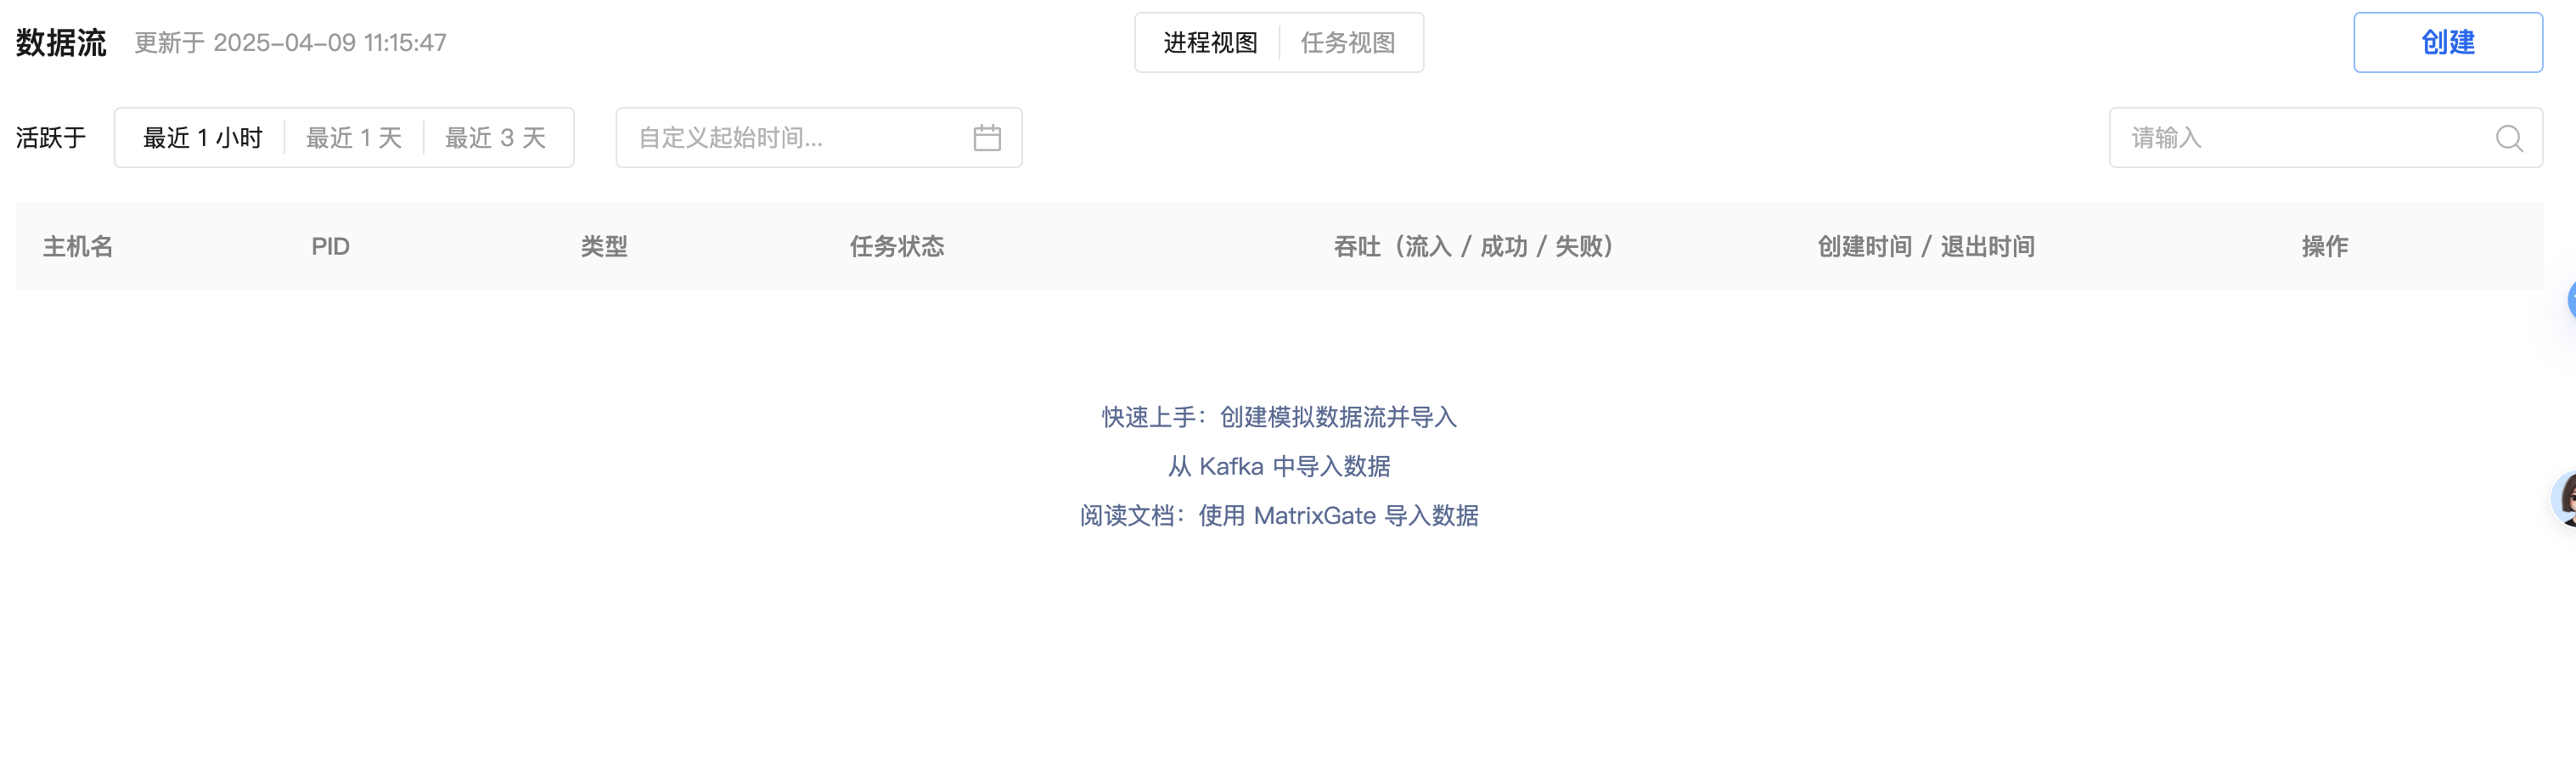 数据流 更新于 2025-04-09 11:15:47 进程视图 任务视图 创建
活跃于 最近 1 小时 最近 1 天 最近 3 天 自定义起始时间... 请输入
主机名 PID 类型 任务状态 吞吐（流入 / 成功 / 失败） 创建时间 / 退出时间 操作
快速上手：创建模拟数据流并导入
从 Kafka 中导入数据
阅读文档：使用 MatrixGate 导入数据